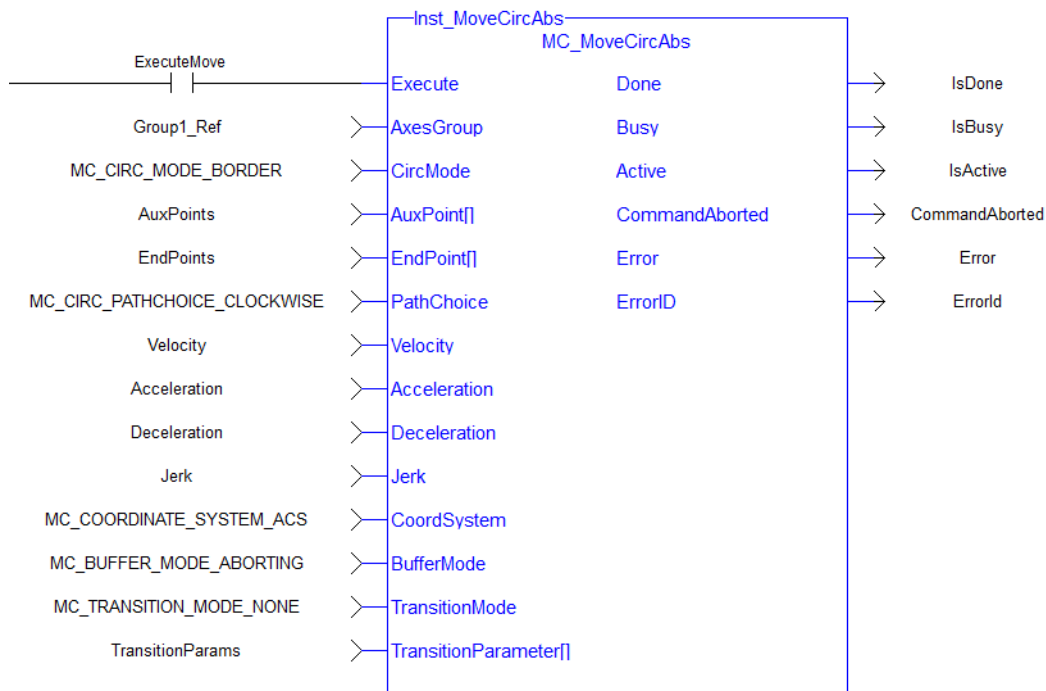 Inst_MoveCircAbs
MC_MoveCircAbs
ExecuteMove Execute Done IsDone
Group1_Ref AxesGroup Busy IsBusy
MC_CIRC_MODE_BORDER CircMode Active IsActive
AuxPoints AuxPoint[] CommandAborted CommandAborted
EndPoints EndPoint[] Error Error
MC_CIRC_PATHCHOICE_CLOCKWISE PathChoice ErrorID ErrorId
Velocity Velocity
Acceleration Acceleration
Deceleration Deceleration
Jerk Jerk
MC_COORDINATE_SYSTEM_ACS CoordSystem
MC_BUFFER_MODE_ABORTING BufferMode
MC_TRANSITION_MODE_NONE TransitionMode
TransitionParams TransitionParameter[]